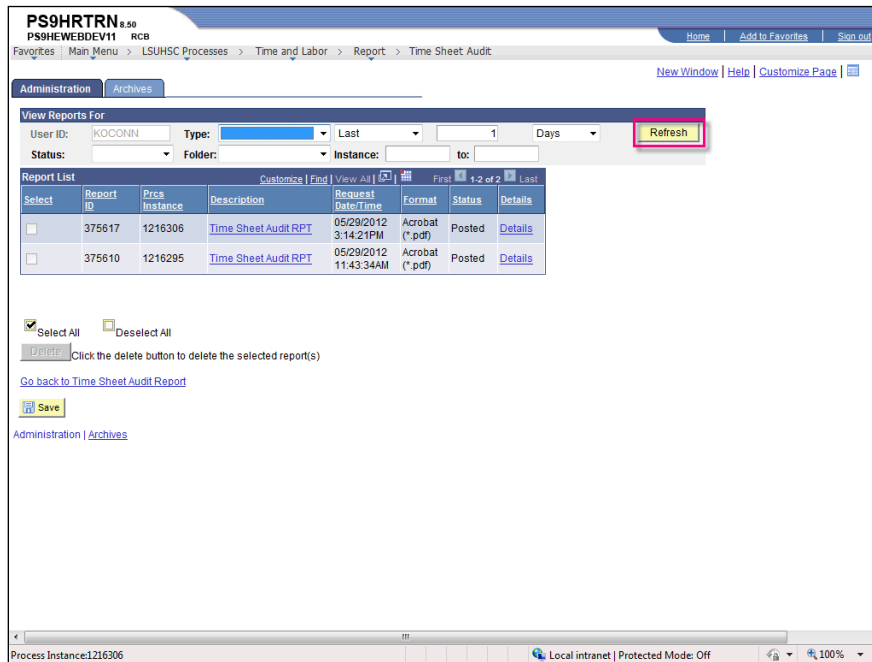 PS9HRTRN 8.50
PS9HEWEBDEV11 RCB
Home | Add to Favorites | Sign out
Favorites Main Menu > LSUHSC Processes > Time and Labor > Report > Time Sheet Audit
New Window | Help | Customize Page |
Administration Archives
View Reports For
User ID: KOCONN Type: Last 1 Days Refresh
Status: Folder: Instance: to:
Report List Customize | Find | View All | | First 1-2 of 2 Last
Select Report ID Prcs Instance Description Request Date/Time Format Status Details
375617 1216306 Time Sheet Audit RPT 05/29/2012 3:14:21PM Acrobat (*.pdf) Posted Details
375610 1216295 Time Sheet Audit RPT 05/29/2012 11:43:34AM Acrobat (*.pdf) Posted Details
Select All Deselect All
Delete Click the delete button to delete the selected report(s)
Go back to Time Sheet Audit Report
Save
Administration | Archives
Process Instance:1216306 Local intranet | Protected Mode: Off 100%